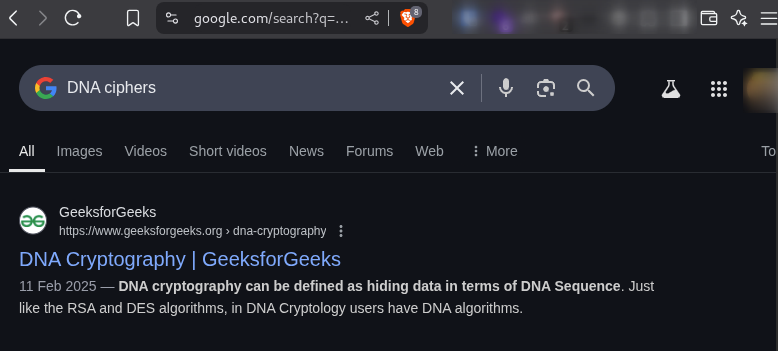 google.com/search?q=...
8
DNA ciphers
All Images Videos Short videos News Forums Web More To
GeeksforGeeks
https://www.geeksforgeeks.org › dna-cryptography
DNA Cryptography | GeeksforGeeks
11 Feb 2025 — DNA cryptography can be defined as hiding data in terms of DNA Sequence. Just
like the RSA and DES algorithms, in DNA Cryptology users have DNA algorithms.